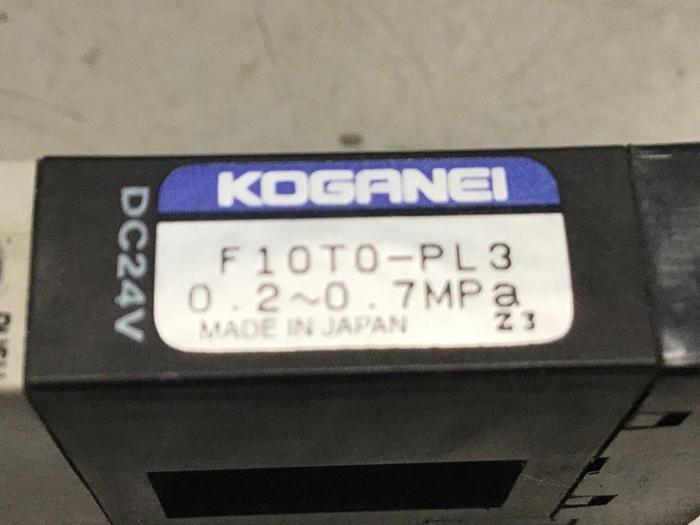 KOGANEI
DC24V
F10T0-PL3
0.2~0.7MPa
MADE IN JAPAN
Z3